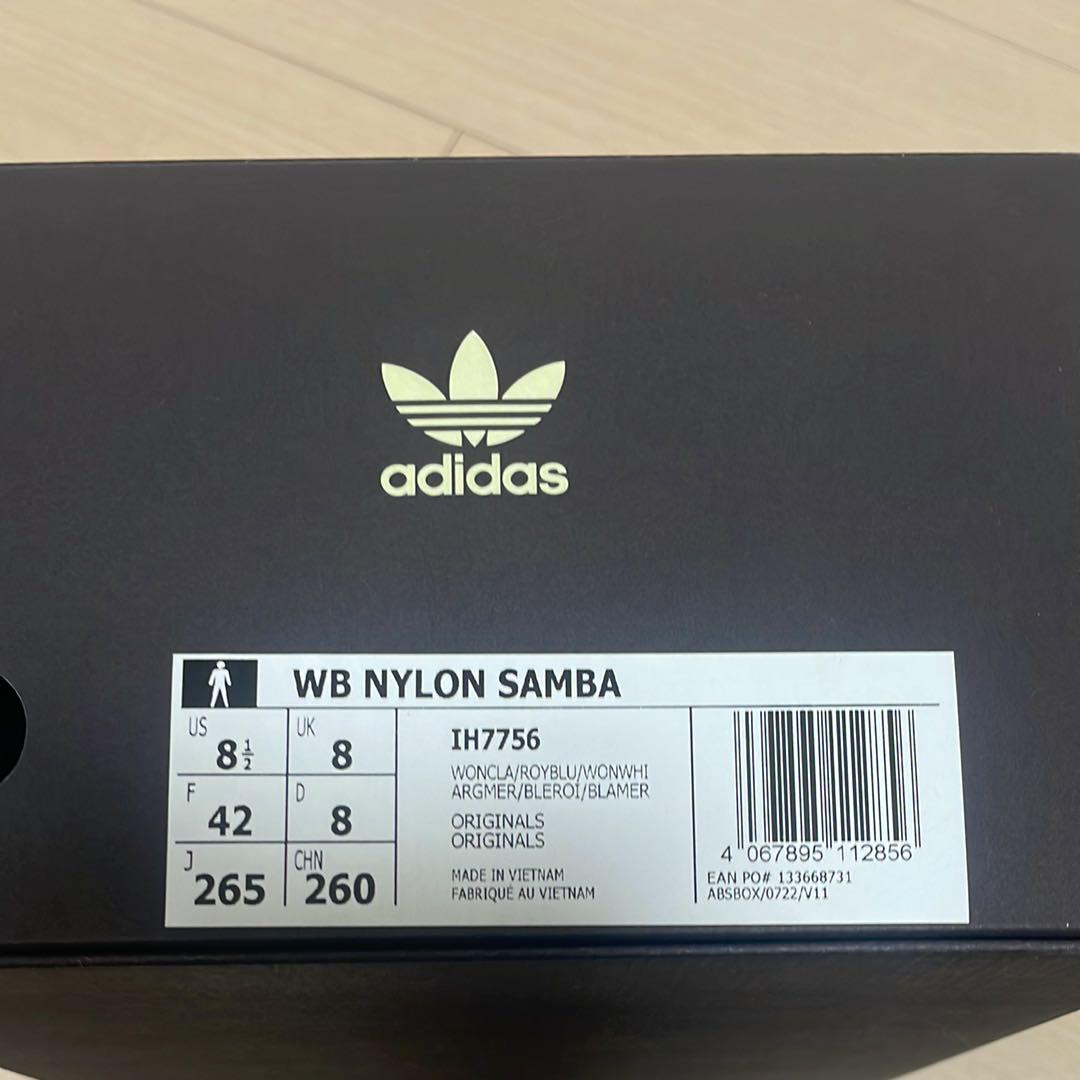 adidas
WB NYLON SAMBA
US 8 1/2
UK 8
F 42
D 8
J 265
CHN 260
IH7756
WONCLA/ROYBLU/WONWHI
ARGMER/BLEROI/BLAMER
ORIGINALS
ORIGINALS
MADE IN VIETNAM
FABRIQUÉ AU VIETNAM
4 067895 112856
EAN PO# 133668731
ABSBOX/0722/V11